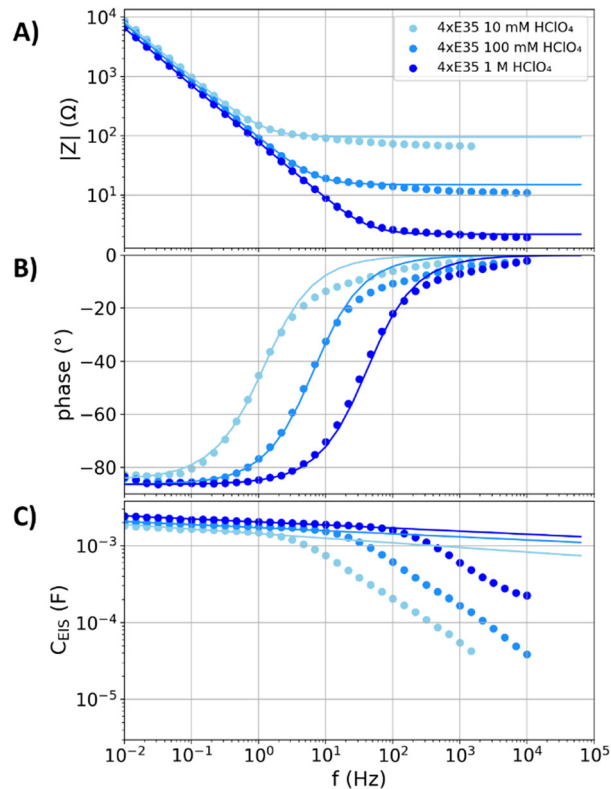 A)
|Z| (Ω)
10⁴
10³
10²
10¹
4xE35 10 mM HClO₄
4xE35 100 mM HClO₄
4xE35 1 M HClO₄
B)
phase (°)
0
−20
−40
−60
−80
C)
C_EIS (F)
10⁻³
10⁻⁴
10⁻⁵
10⁻² 10⁻¹ 10⁰ 10¹ 10² 10³ 10⁴ 10⁵
f (Hz)